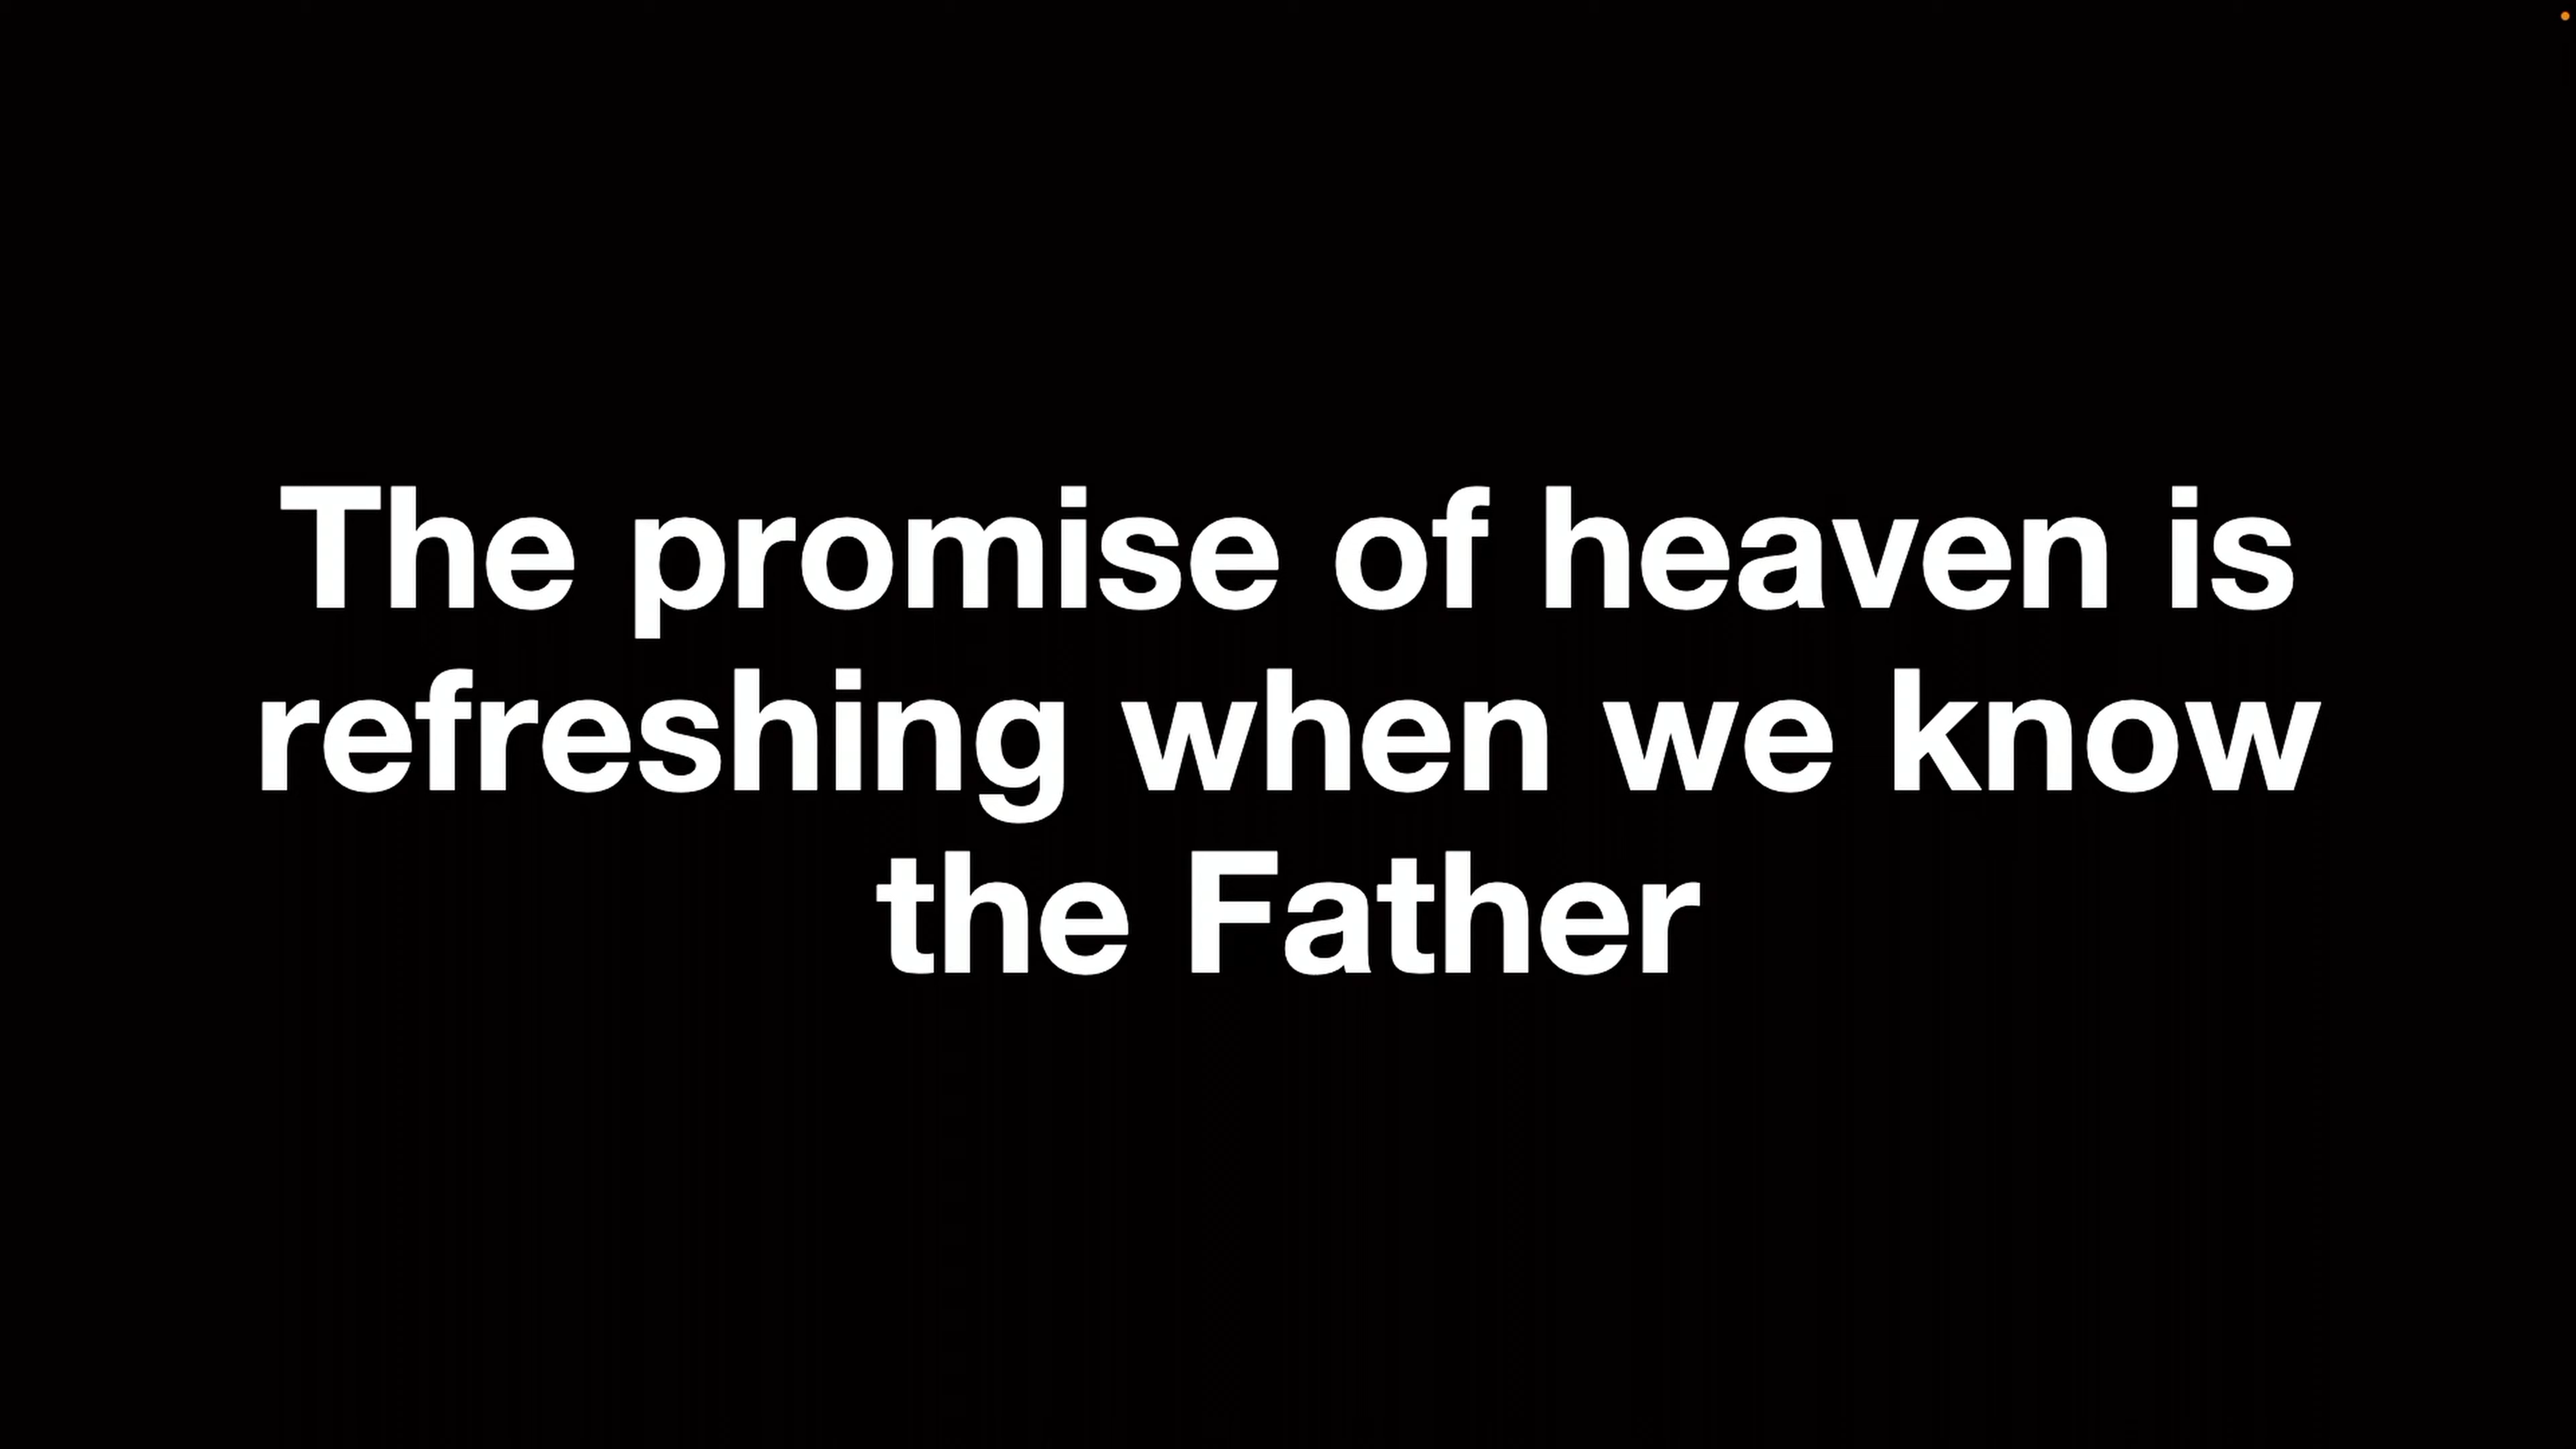 The promise of heaven is
refreshing when we know
the Father